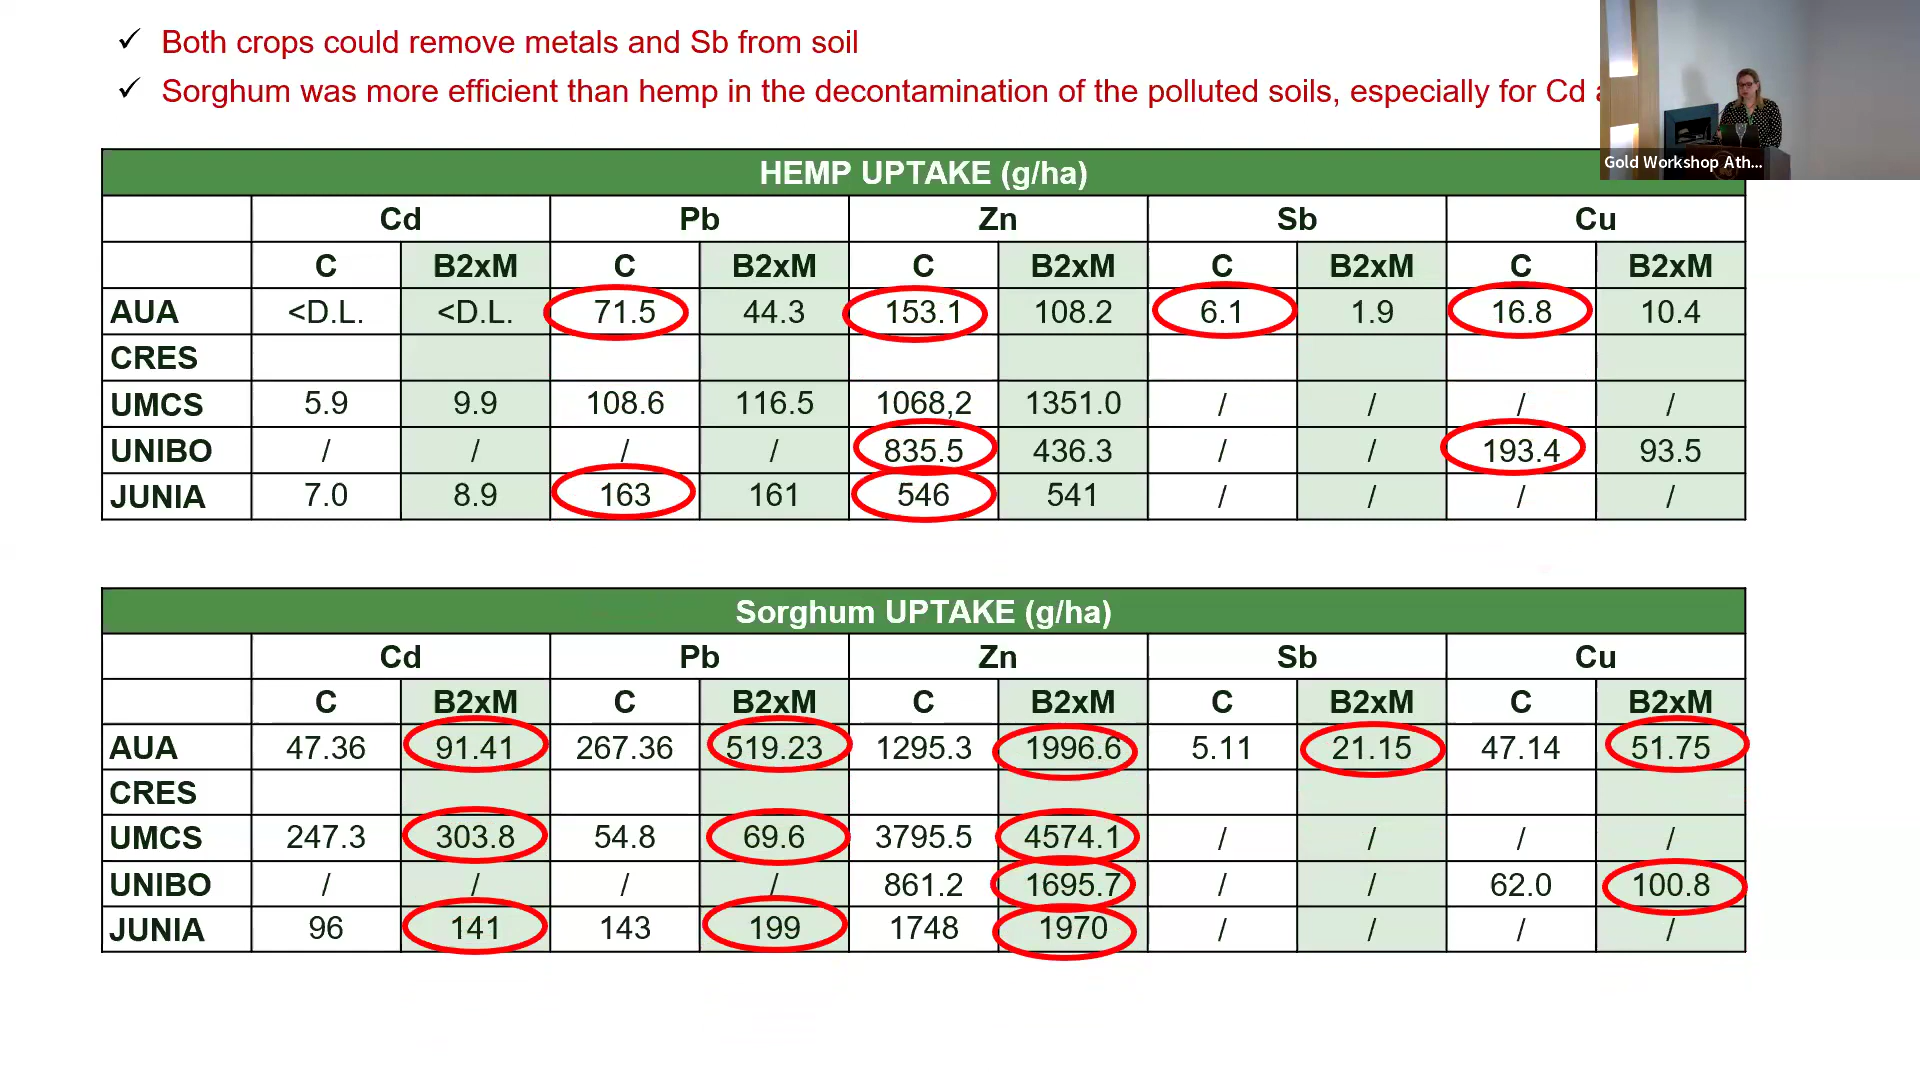 ✓ Both crops could remove metals and Sb from soil
✓ Sorghum was more efficient than hemp in the decontamination of the polluted soils, especially for Cd
Gold Workshop Ath...
HEMP UPTAKE (g/ha)
Cd Pb Zn Sb Cu
C B2xM C B2xM C B2xM C B2xM C B2xM
AUA <D.L. <D.L. 71.5 44.3 153.1 108.2 6.1 1.9 16.8 10.4
CRES
UMCS 5.9 9.9 108.6 116.5 1068,2 1351.0 / / / /
UNIBO / / / / 835.5 436.3 / / 193.4 93.5
JUNIA 7.0 8.9 163 161 546 541 / / / /
Sorghum UPTAKE (g/ha)
Cd Pb Zn Sb Cu
C B2xM C B2xM C B2xM C B2xM C B2xM
AUA 47.36 91.41 267.36 519.23 1295.3 1996.6 5.11 21.15 47.14 51.75
CRES
UMCS 247.3 303.8 54.8 69.6 3795.5 4574.1 / / / /
UNIBO / / / / 861.2 1695.7 / / 62.0 100.8
JUNIA 96 141 143 199 1748 1970 / / / /